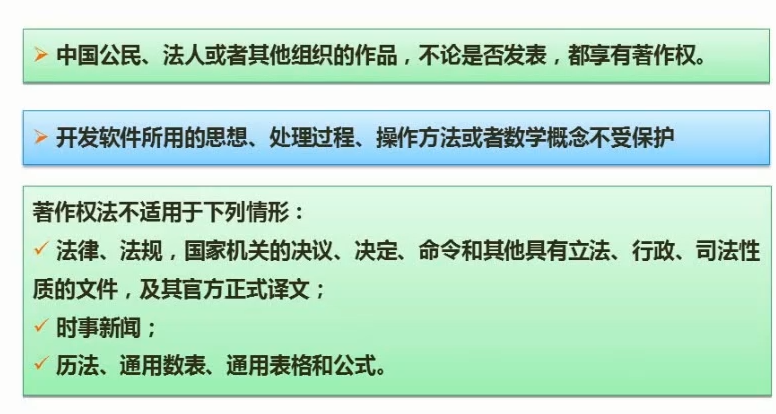 ➢ 中国公民、法人或者其他组织的作品，不论是否发表，都享有著作权。
➢ 开发软件所用的思想、处理过程、操作方法或者数学概念不受保护
著作权法不适用于下列情形：
✓ 法律、法规，国家机关的决议、决定、命令和其他具有立法、行政、司法性
质的文件，及其官方正式译文；
✓ 时事新闻；
✓ 历法、通用数表、通用表格和公式。